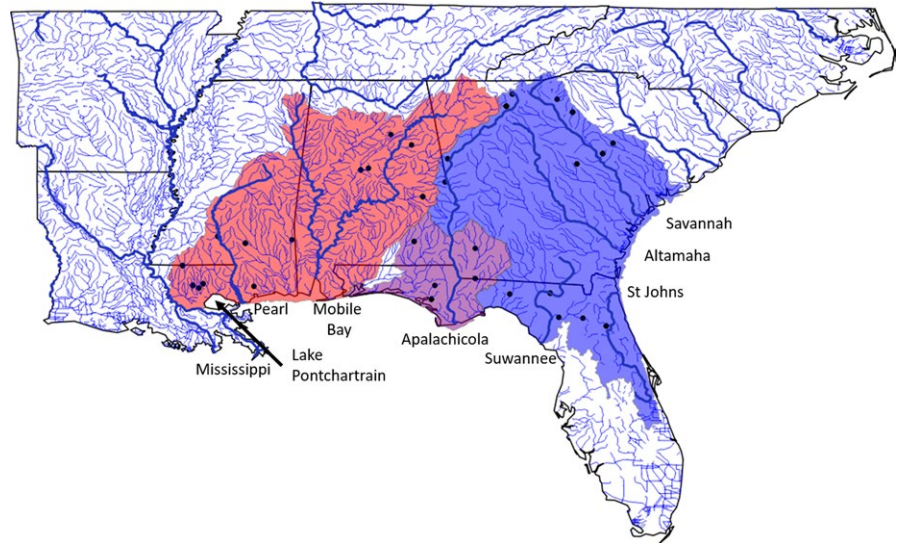 Savannah
Altamaha
St Johns
Pearl
Mobile
Bay
Apalachicola
Suwannee
Lake
Pontchartrain
Mississippi